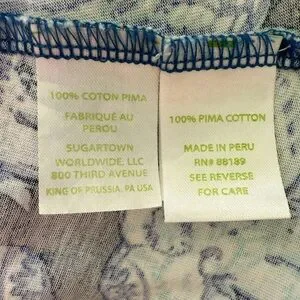 100% COTON PIMA
FABRIQUÉ AU
PEROU
SUGARTOWN
WORLDWIDE, LLC
800 THIRD AVENUE
KING OF PRUSSIA, PA USA
100% PIMA COTTON
MADE IN PERU
RN# 88189
SEE REVERSE
FOR CARE